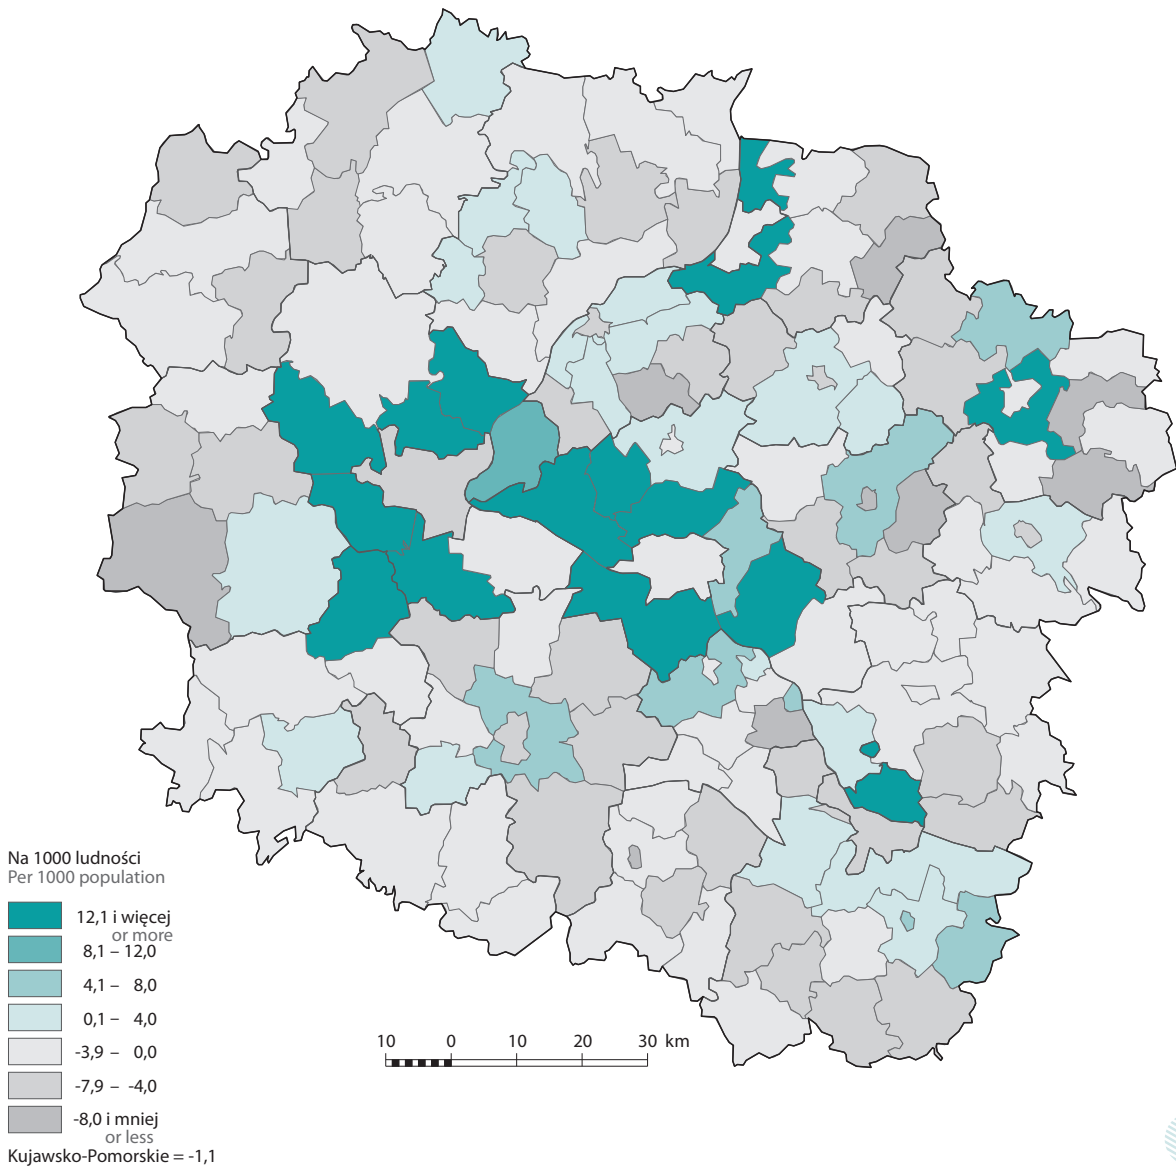 Na 1000 ludności
Per 1000 population
12,1 i więcej
or more
8,1 – 12,0
4,1 – 8,0
0,1 – 4,0
-3,9 – 0,0
-7,9 – -4,0
-8,0 i mniej
or less
Kujawsko-Pomorskie = -1,1
10 0 10 20 30 km